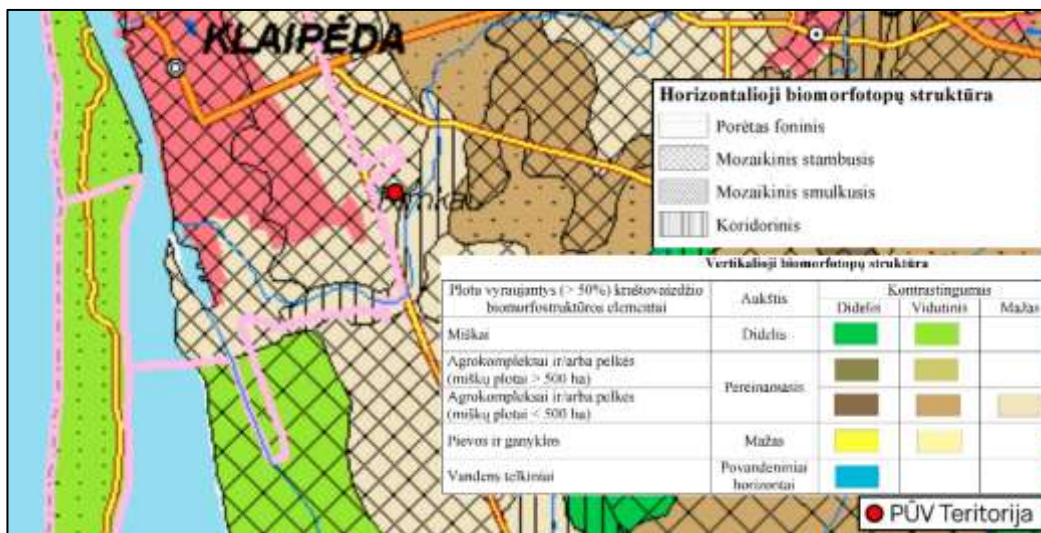 KLAIPĖDA
Horizontalioji biomorfotopų struktūra
Porėtas foninis
Mozaikinis stambusis
Mozaikinis smulkusis
Koridorinis
Vertikalioji biomorfotopų struktūra
Plotu vyraujantys (> 50%) kraštovaizdžio biomorfostruktūros elementai
Aukštis
Kontrastingumas
Didelis
Vidutinis
Mažas
Miškai
Didelis
Agrokompleksai ir/arba pelkės
(miškų plotai > 500 ha)
Pereinamasis
Agrokompleksai ir/arba pelkės
(miškų plotai < 500 ha)
Pievos ir ganyklos
Mažas
Vandens telkiniai
Povandeniniai
horizontai
PŪV Teritorija